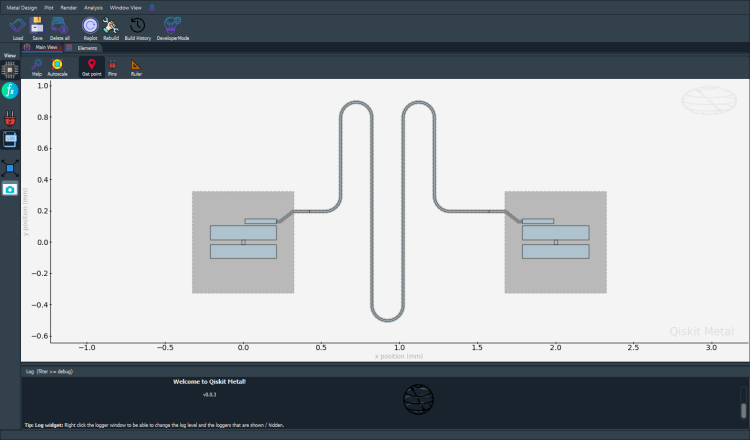 Metal Design Plot Render Analysis Window View
Load Save Delete all Replot Rebuild Build History DeveloperMode
Main View Elements
View
Help Autoscale Get point Pins Ruler
Qiskit Metal
y position (mm)
1.0
0.8
0.6
0.4
0.2
0.0
−0.2
−0.4
−0.6
−1.0 −0.5 0.0 0.5 1.0 1.5 2.0 2.5 3.0
x position (mm)
Log (filter >= debug)
Welcome to Qiskit Metal!
v0.0.3
Tip: Log widget: Right click the logger window to be able to change the log level and the loggers that are shown / hidden.